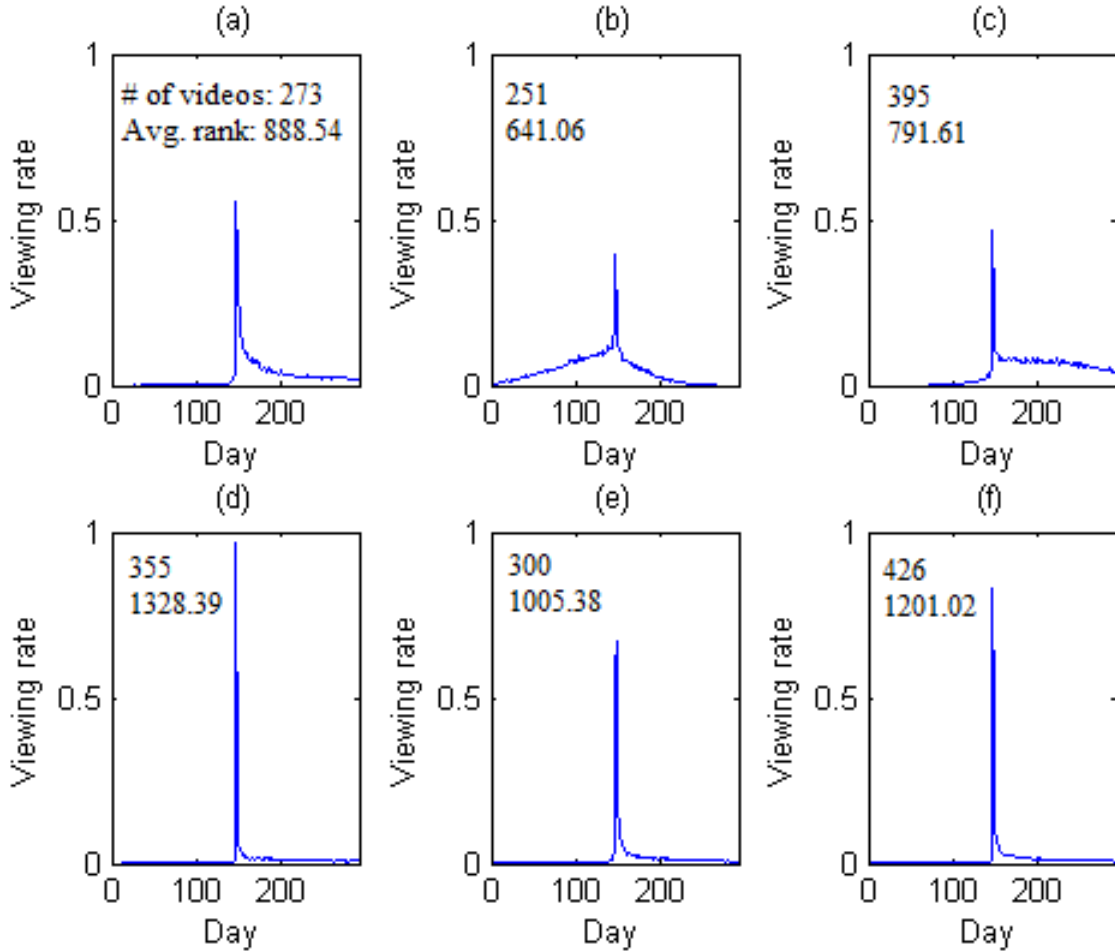 (a)
1
# of videos: 273
Avg. rank: 888.54
Viewing rate
0.5
0
0 100 200
Day
(b)
1
251
641.06
Viewing rate
0.5
0
0 100 200
Day
(c)
1
395
791.61
Viewing rate
0.5
0
0 100 200
Day
(d)
1
355
1328.39
Viewing rate
0.5
0
0 100 200
Day
(e)
1
300
1005.38
Viewing rate
0.5
0
0 100 200
Day
(f)
1
426
1201.02
Viewing rate
0.5
0
0 100 200
Day